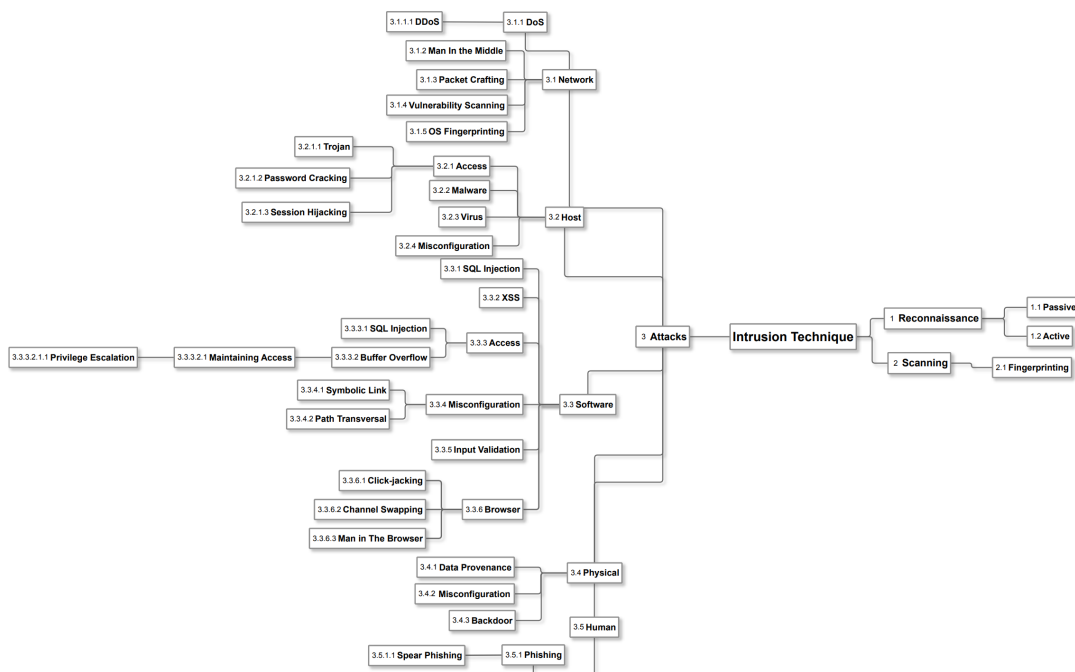 3.1.1.1 DDoS
3.1.1 DoS
3.1.2 Man In the Middle
3.1 Network
3.1.3 Packet Crafting
3.1.4 Vulnerability Scanning
3.1.5 OS Fingerprinting
3.2.1.1 Trojan
3.2.1 Access
3.2.1.2 Password Cracking
3.2.2 Malware
3.2.1.3 Session Hijacking
3.2.3 Virus
3.2 Host
3.2.4 Misconfiguration
3.3.1 SQL Injection
3.3.2 XSS
3.3.3.1 SQL Injection
3.3.3 Access
3.3.3.2.1.1 Privilege Escalation
3.3.3.2.1 Maintaining Access
3.3.3.2 Buffer Overflow
3 Attacks
Intrusion Technique
1 Reconnaissance
1.1 Passive
1.2 Active
2 Scanning
2.1 Fingerprinting
3.3.4.1 Symbolic Link
3.3.4 Misconfiguration
3.3 Software
3.3.4.2 Path Transversal
3.3.5 Input Validation
3.3.6.1 Click-jacking
3.3.6.2 Channel Swapping
3.3.6 Browser
3.3.6.3 Man in The Browser
3.4.1 Data Provenance
3.4 Physical
3.4.2 Misconfiguration
3.4.3 Backdoor
3.5 Human
3.5.1.1 Spear Phishing
3.5.1 Phishing